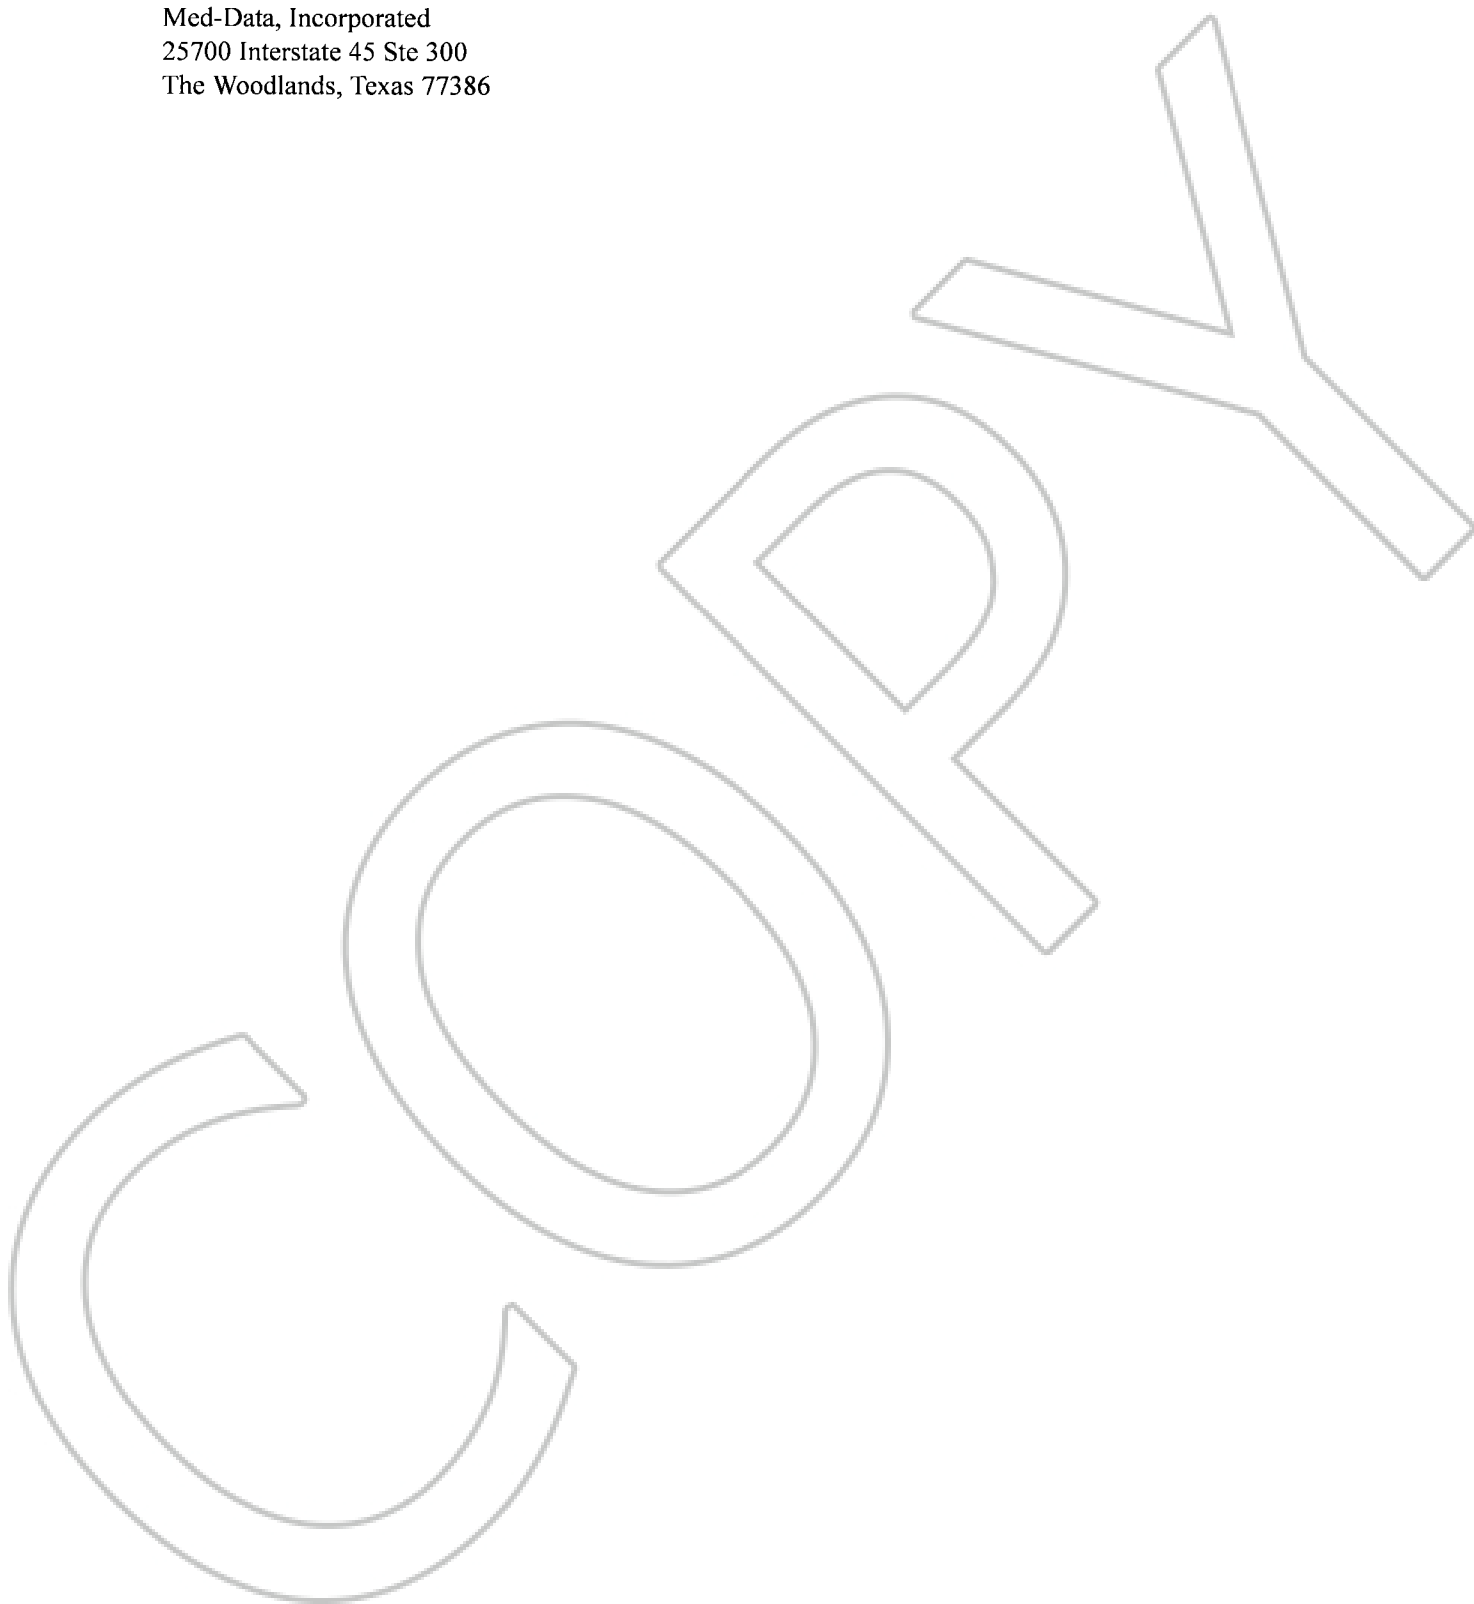 Med-Data, Incorporated
25700 Interstate 45 Ste 300
The Woodlands, Texas 77386
COPY